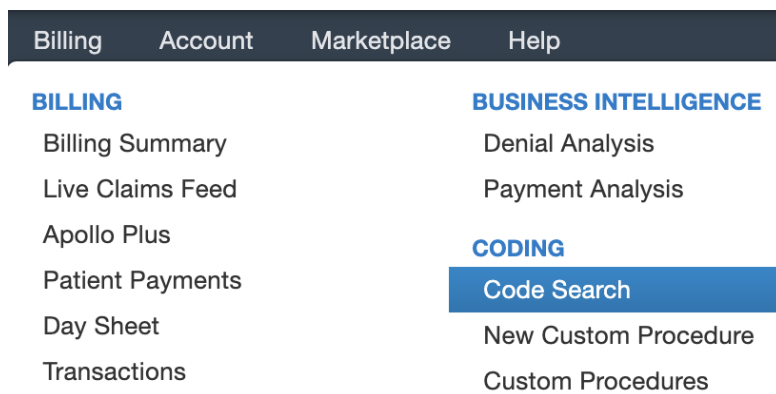 Billing Account Marketplace Help
BILLING
Billing Summary
Live Claims Feed
Apollo Plus
Patient Payments
Day Sheet
Transactions
BUSINESS INTELLIGENCE
Denial Analysis
Payment Analysis
CODING
Code Search
New Custom Procedure
Custom Procedures